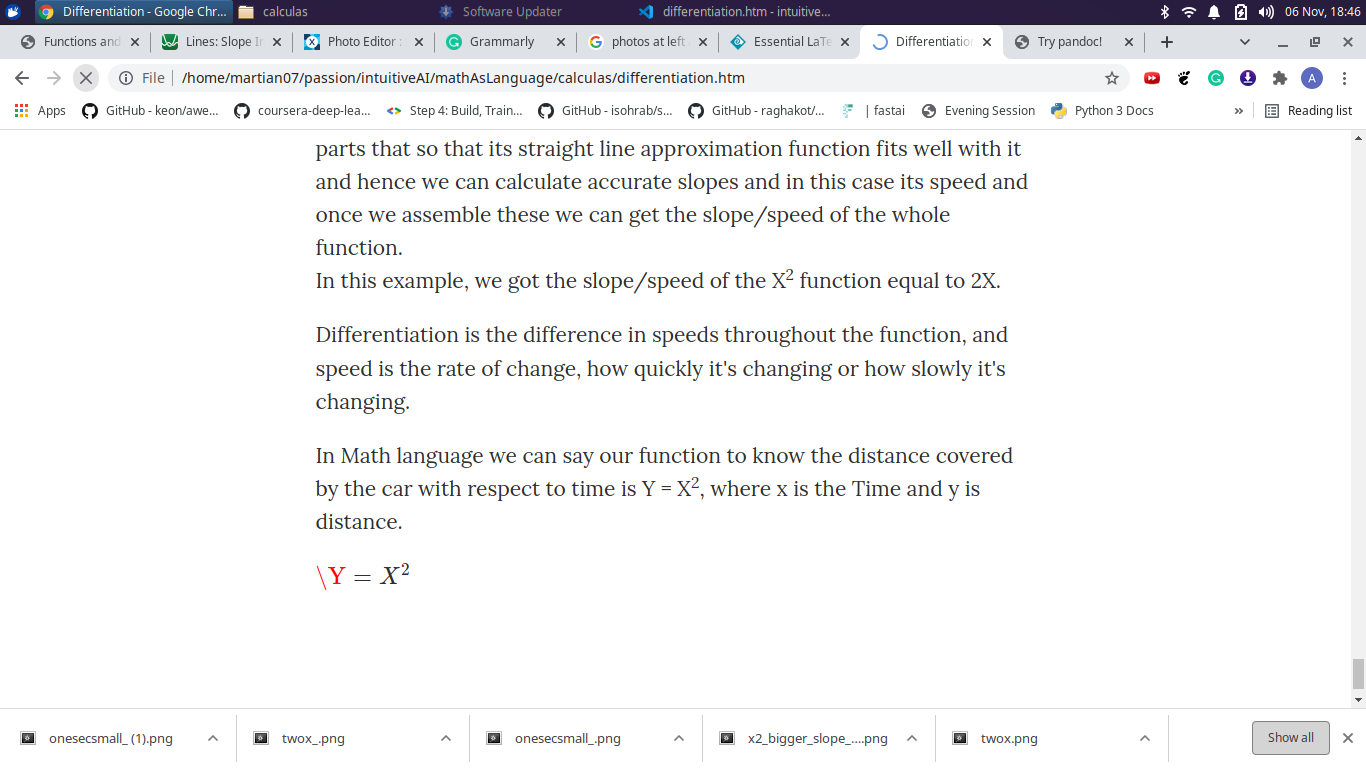 Differentiation - Google Chr...
calculas
Software Updater
differentiation.htm - intuitive...
06 Nov, 18:46
Functions and
Lines: Slope In
Photo Editor :
Grammarly
photos at left
Essential LaTe
Differentiation
Try pandoc!
File
/home/martian07/passion/intuitiveAI/mathAsLanguage/calculas/differentiation.htm
A
Apps
GitHub - keon/awe...
coursera-deep-lea...
Step 4: Build, Train...
GitHub - isohrab/s...
GitHub - raghakot/...
| fastai
Evening Session
Python 3 Docs
»
Reading list
parts that so that its straight line approximation function fits well with it
and hence we can calculate accurate slopes and in this case its speed and
once we assemble these we can get the slope/speed of the whole
function.
In this example, we got the slope/speed of the X² function equal to 2X.
Differentiation is the difference in speeds throughout the function, and
speed is the rate of change, how quickly it's changing or how slowly it's
changing.
In Math language we can say our function to know the distance covered
by the car with respect to time is Y = X², where x is the Time and y is
distance.
\Y = X²
onesecsmall_ (1).png
twox_.png
onesecsmall_.png
x2_bigger_slope_....png
twox.png
Show all